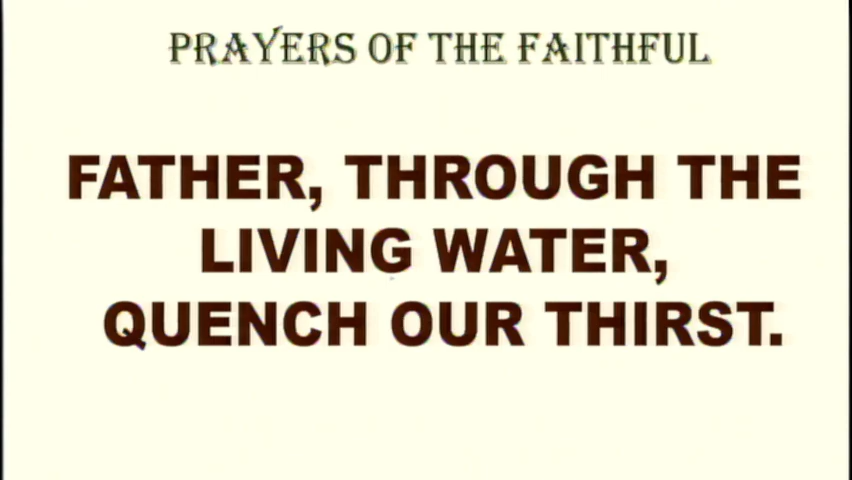 PRAYERS OF THE FAITHFUL
FATHER, THROUGH THE
LIVING WATER,
QUENCH OUR THIRST.